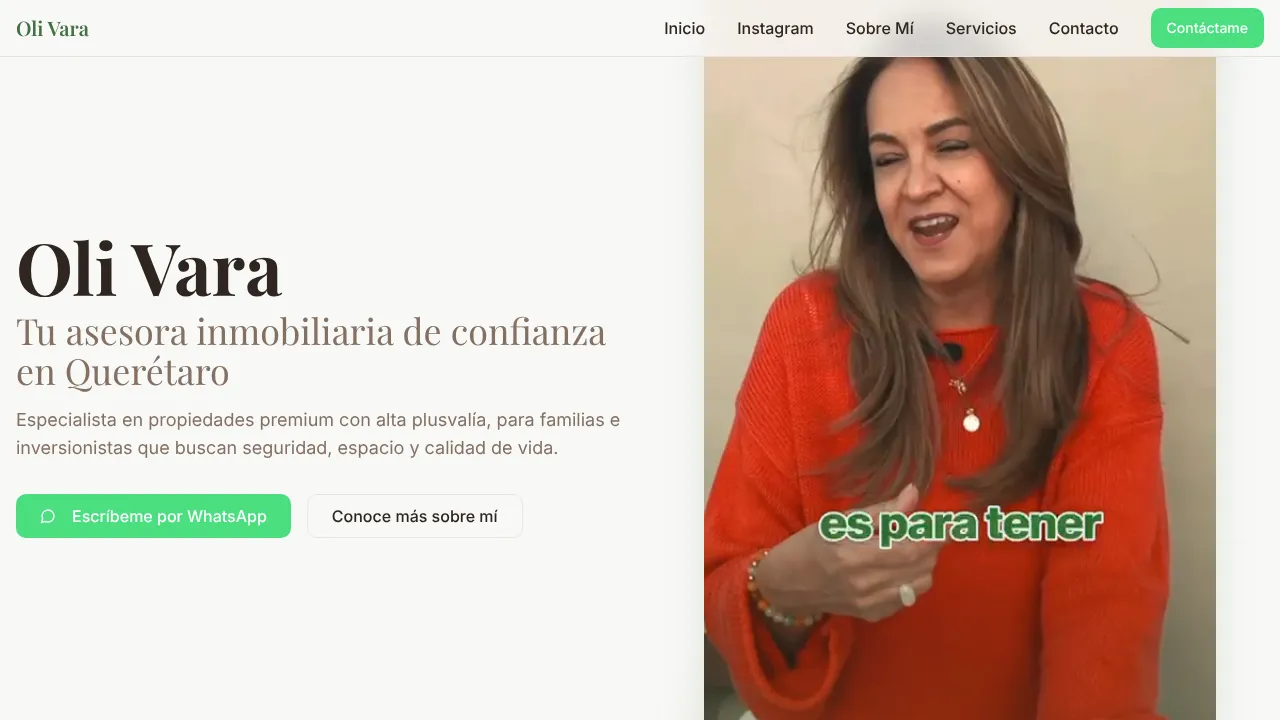 Oli Vara
Inicio
Instagram
Sobre Mí
Servicios
Contacto
Contáctame
Oli Vara
Tu asesora inmobiliaria de confianza
en Querétaro
Especialista en propiedades premium con alta plusvalía, para familias e
inversionistas que buscan seguridad, espacio y calidad de vida.
Escríbeme por WhatsApp
Conoce más sobre mí
es para tener